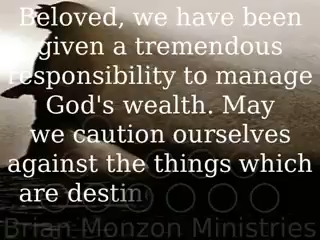 Beloved, we have been
given a tremendous
responsibility to manage
God's wealth. May
we caution ourselves
against the things which
are destin
Brian Monzon Ministries